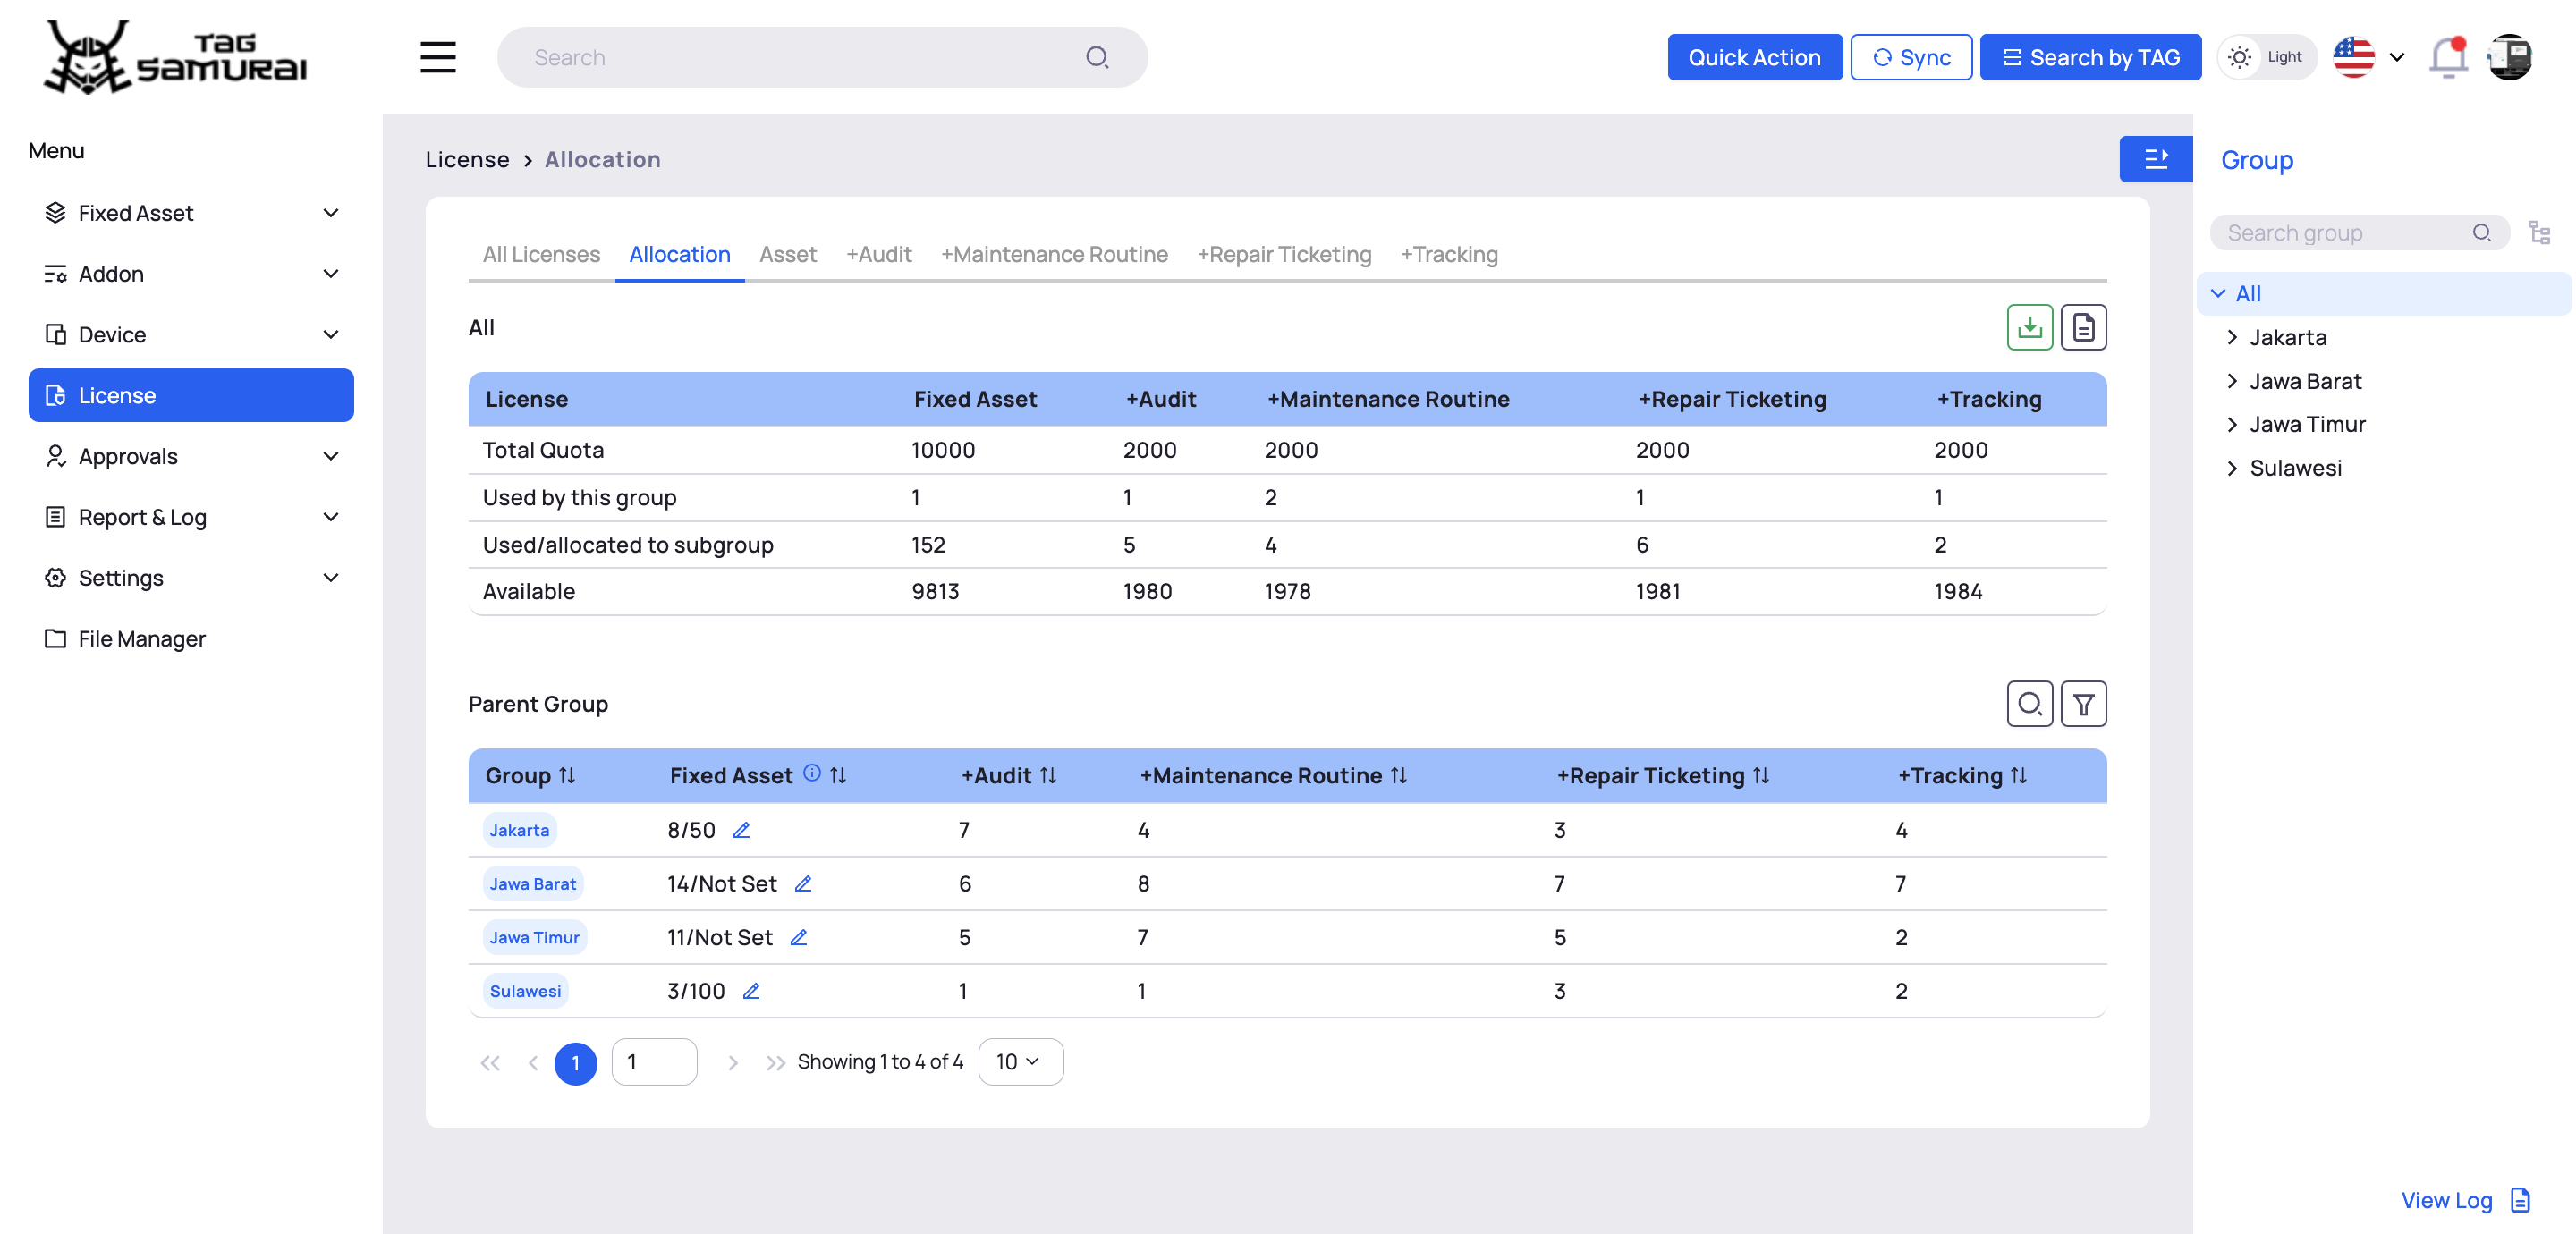 TAG SAMURAI
Search
Quick Action
Sync
Search by TAG
Light
Menu
Fixed Asset
Addon
Device
License
Approvals
Report & Log
Settings
File Manager
License > Allocation
All Licenses Allocation Asset +Audit +Maintenance Routine +Repair Ticketing +Tracking
All
License Fixed Asset +Audit +Maintenance Routine +Repair Ticketing +Tracking
Total Quota 10000 2000 2000 2000 2000
Used by this group 1 1 2 1 1
Used/allocated to subgroup 152 5 4 6 2
Available 9813 1980 1978 1981 1984
Parent Group
Group Fixed Asset +Audit +Maintenance Routine +Repair Ticketing +Tracking
Jakarta 8/50 7 4 3 4
Jawa Barat 14/Not Set 6 8 7 7
Jawa Timur 11/Not Set 5 7 5 2
Sulawesi 3/100 1 1 3 2
1 1 Showing 1 to 4 of 4 10
Group
Search group
All
Jakarta
Jawa Barat
Jawa Timur
Sulawesi
View Log